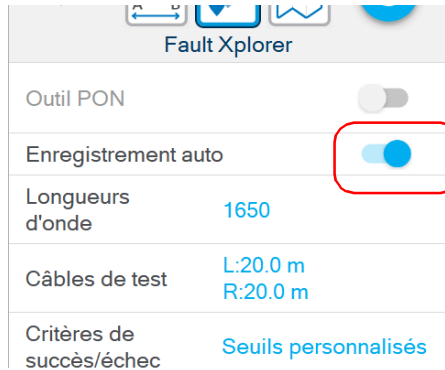 A B
Fault Xplorer
Outil PON
Enregistrement auto
Longueurs
d'onde
1650
Câbles de test
L:20.0 m
R:20.0 m
Critères de
succès/échec
Seuils personnalisés